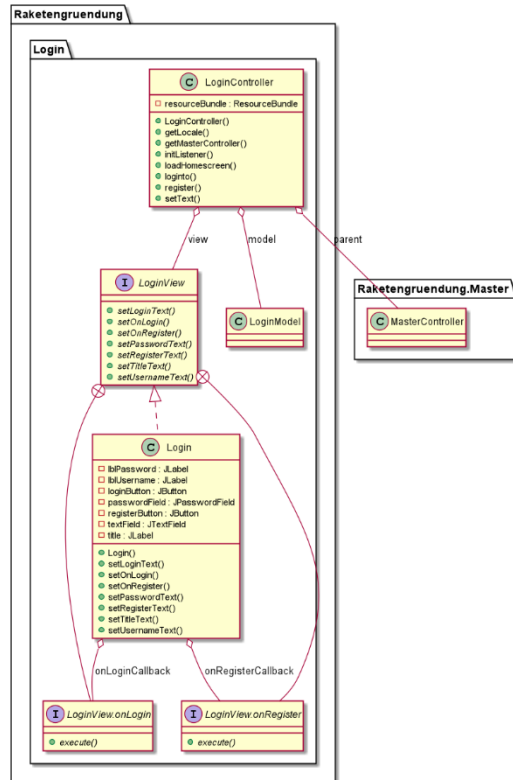 Raketengruendung
Login
C LoginController
resourceBundle : ResourceBundle
LoginController()
getLocale()
getMasterController()
initListener()
loadHomescreen()
loginto()
register()
setText()
view
model
parent
I LoginView
setLoginText()
setOnLogin()
setOnRegister()
setPasswordText()
setRegisterText()
setTitleText()
setUsernameText()
C LoginModel
Raketengruendung.Master
C MasterController
C Login
lblPassword : JLabel
lblUsername : JLabel
loginButton : JButton
passwordField : JPasswordField
registerButton : JButton
textField : JTextField
title : JLabel
Login()
setLoginText()
setOnLogin()
setOnRegister()
setPasswordText()
setRegisterText()
setTitleText()
setUsernameText()
onLoginCallback
onRegisterCallback
I LoginView.onLogin
execute()
I LoginView.onRegister
execute()